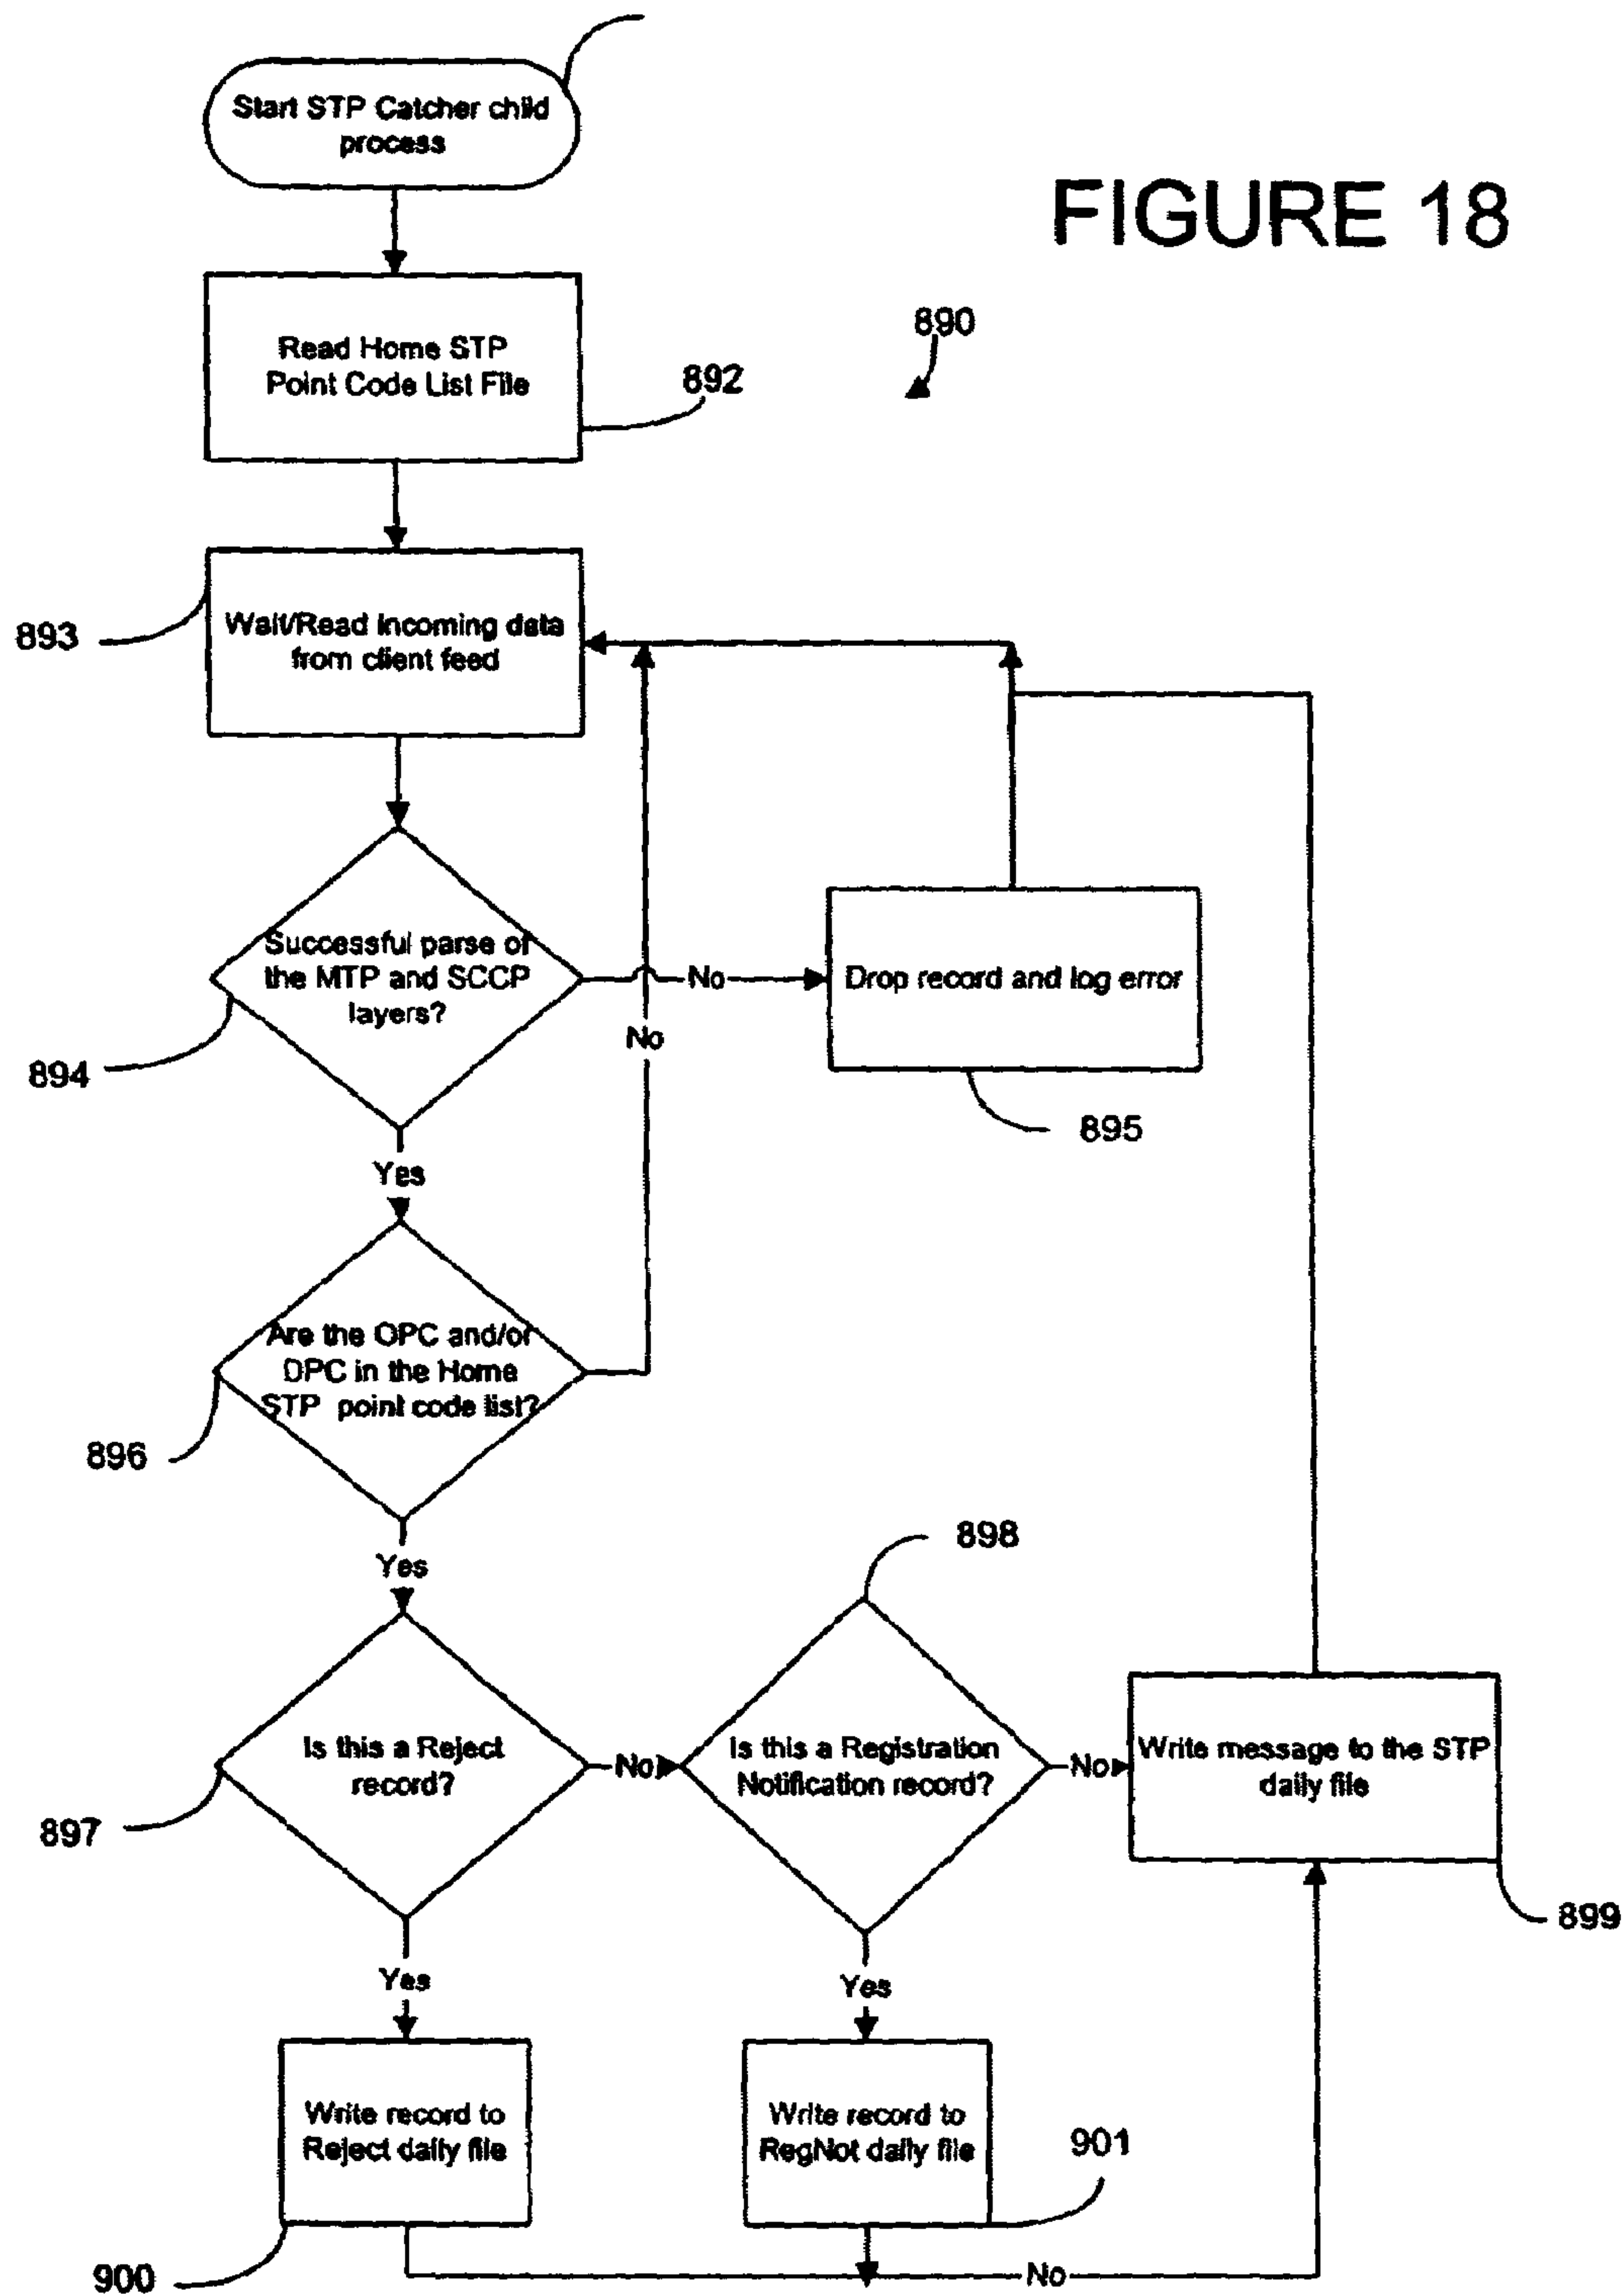 Start STP Catcher child
process
FIGURE 18
890
Read Home STP
Point Code List File
892
Wait/Read incoming data
from client feed
893
Successful parse of
the MTP and SCCP
layers?
894
No
Drop record and log error
895
No
Yes
Are the OPC and/or
DPC in the Home
STP point code list?
896
Yes
898
Is this a Reject
record?
897
No
Is this a Registration
Notification record?
No
Write message to the STP
daily file
899
Yes
Yes
Write record to
Reject daily file
900
Write record to
RegNot daily file
901
No